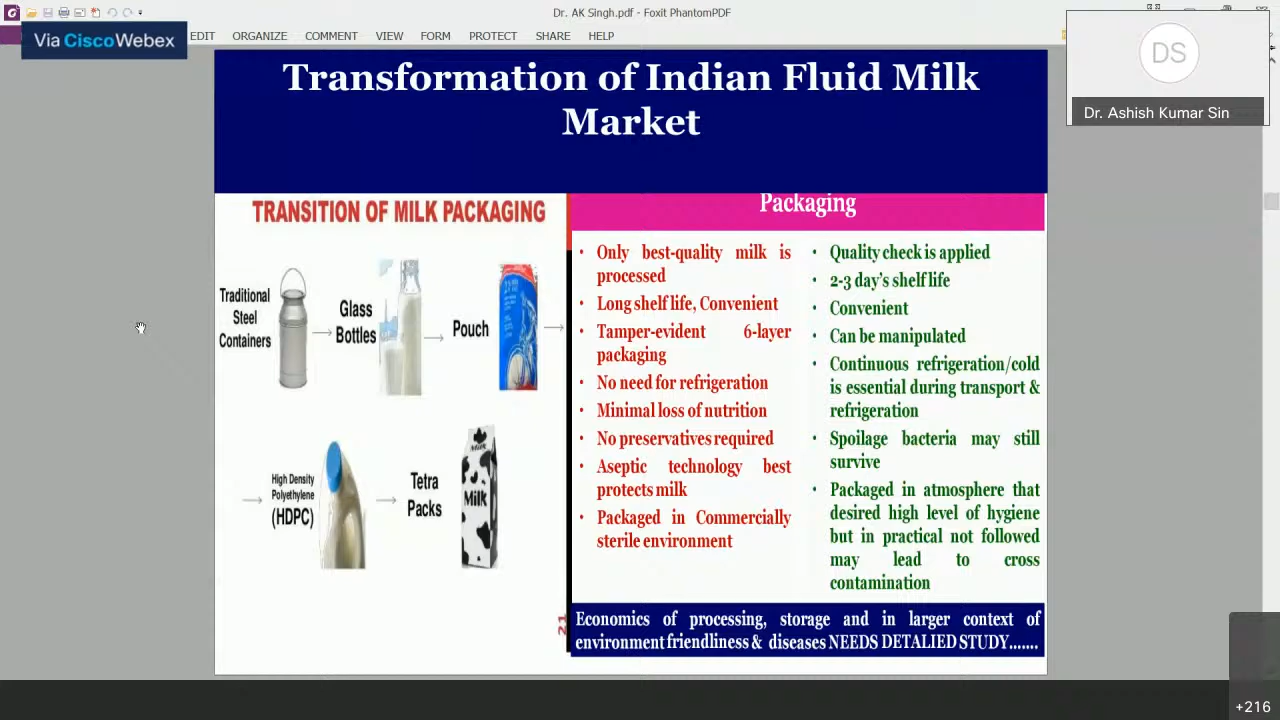 Dr. AK Singh.pdf - Foxit PhantomPDF
Via CiscoWebex
EDIT ORGANIZE COMMENT VIEW FORM PROTECT SHARE HELP
DS
Dr. Ashish Kumar Sin
Transformation of Indian Fluid Milk
Market
TRANSITION OF MILK PACKAGING
Traditional
Steel
Containers
Glass
Bottles
Pouch
High Density
Polyethylene
(HDPC)
Tetra
Packs
Milk
Packaging
• Only best-quality milk is
processed
• Long shelf life, Convenient
• Tamper-evident 6-layer
packaging
• No need for refrigeration
• Minimal loss of nutrition
• No preservatives required
• Aseptic technology best
protects milk
• Packaged in Commercially
sterile environment
• Quality check is applied
• 2-3 day's shelf life
• Convenient
• Can be manipulated
• Continuous refrigeration/cold
is essential during transport &
refrigeration
• Spoilage bacteria may still
survive
• Packaged in atmosphere that
desired high level of hygiene
but in practical not followed
may lead to cross
contamination
21
Economics of processing, storage and in larger context of
environment friendliness & diseases NEEDS DETALIED STUDY.......
+216